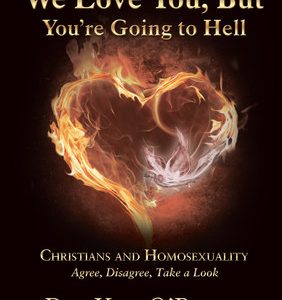 We Love You, But
You're Going to Hell
CHRISTIANS AND HOMOSEXUALITY
Agree, Disagree, Take a Look